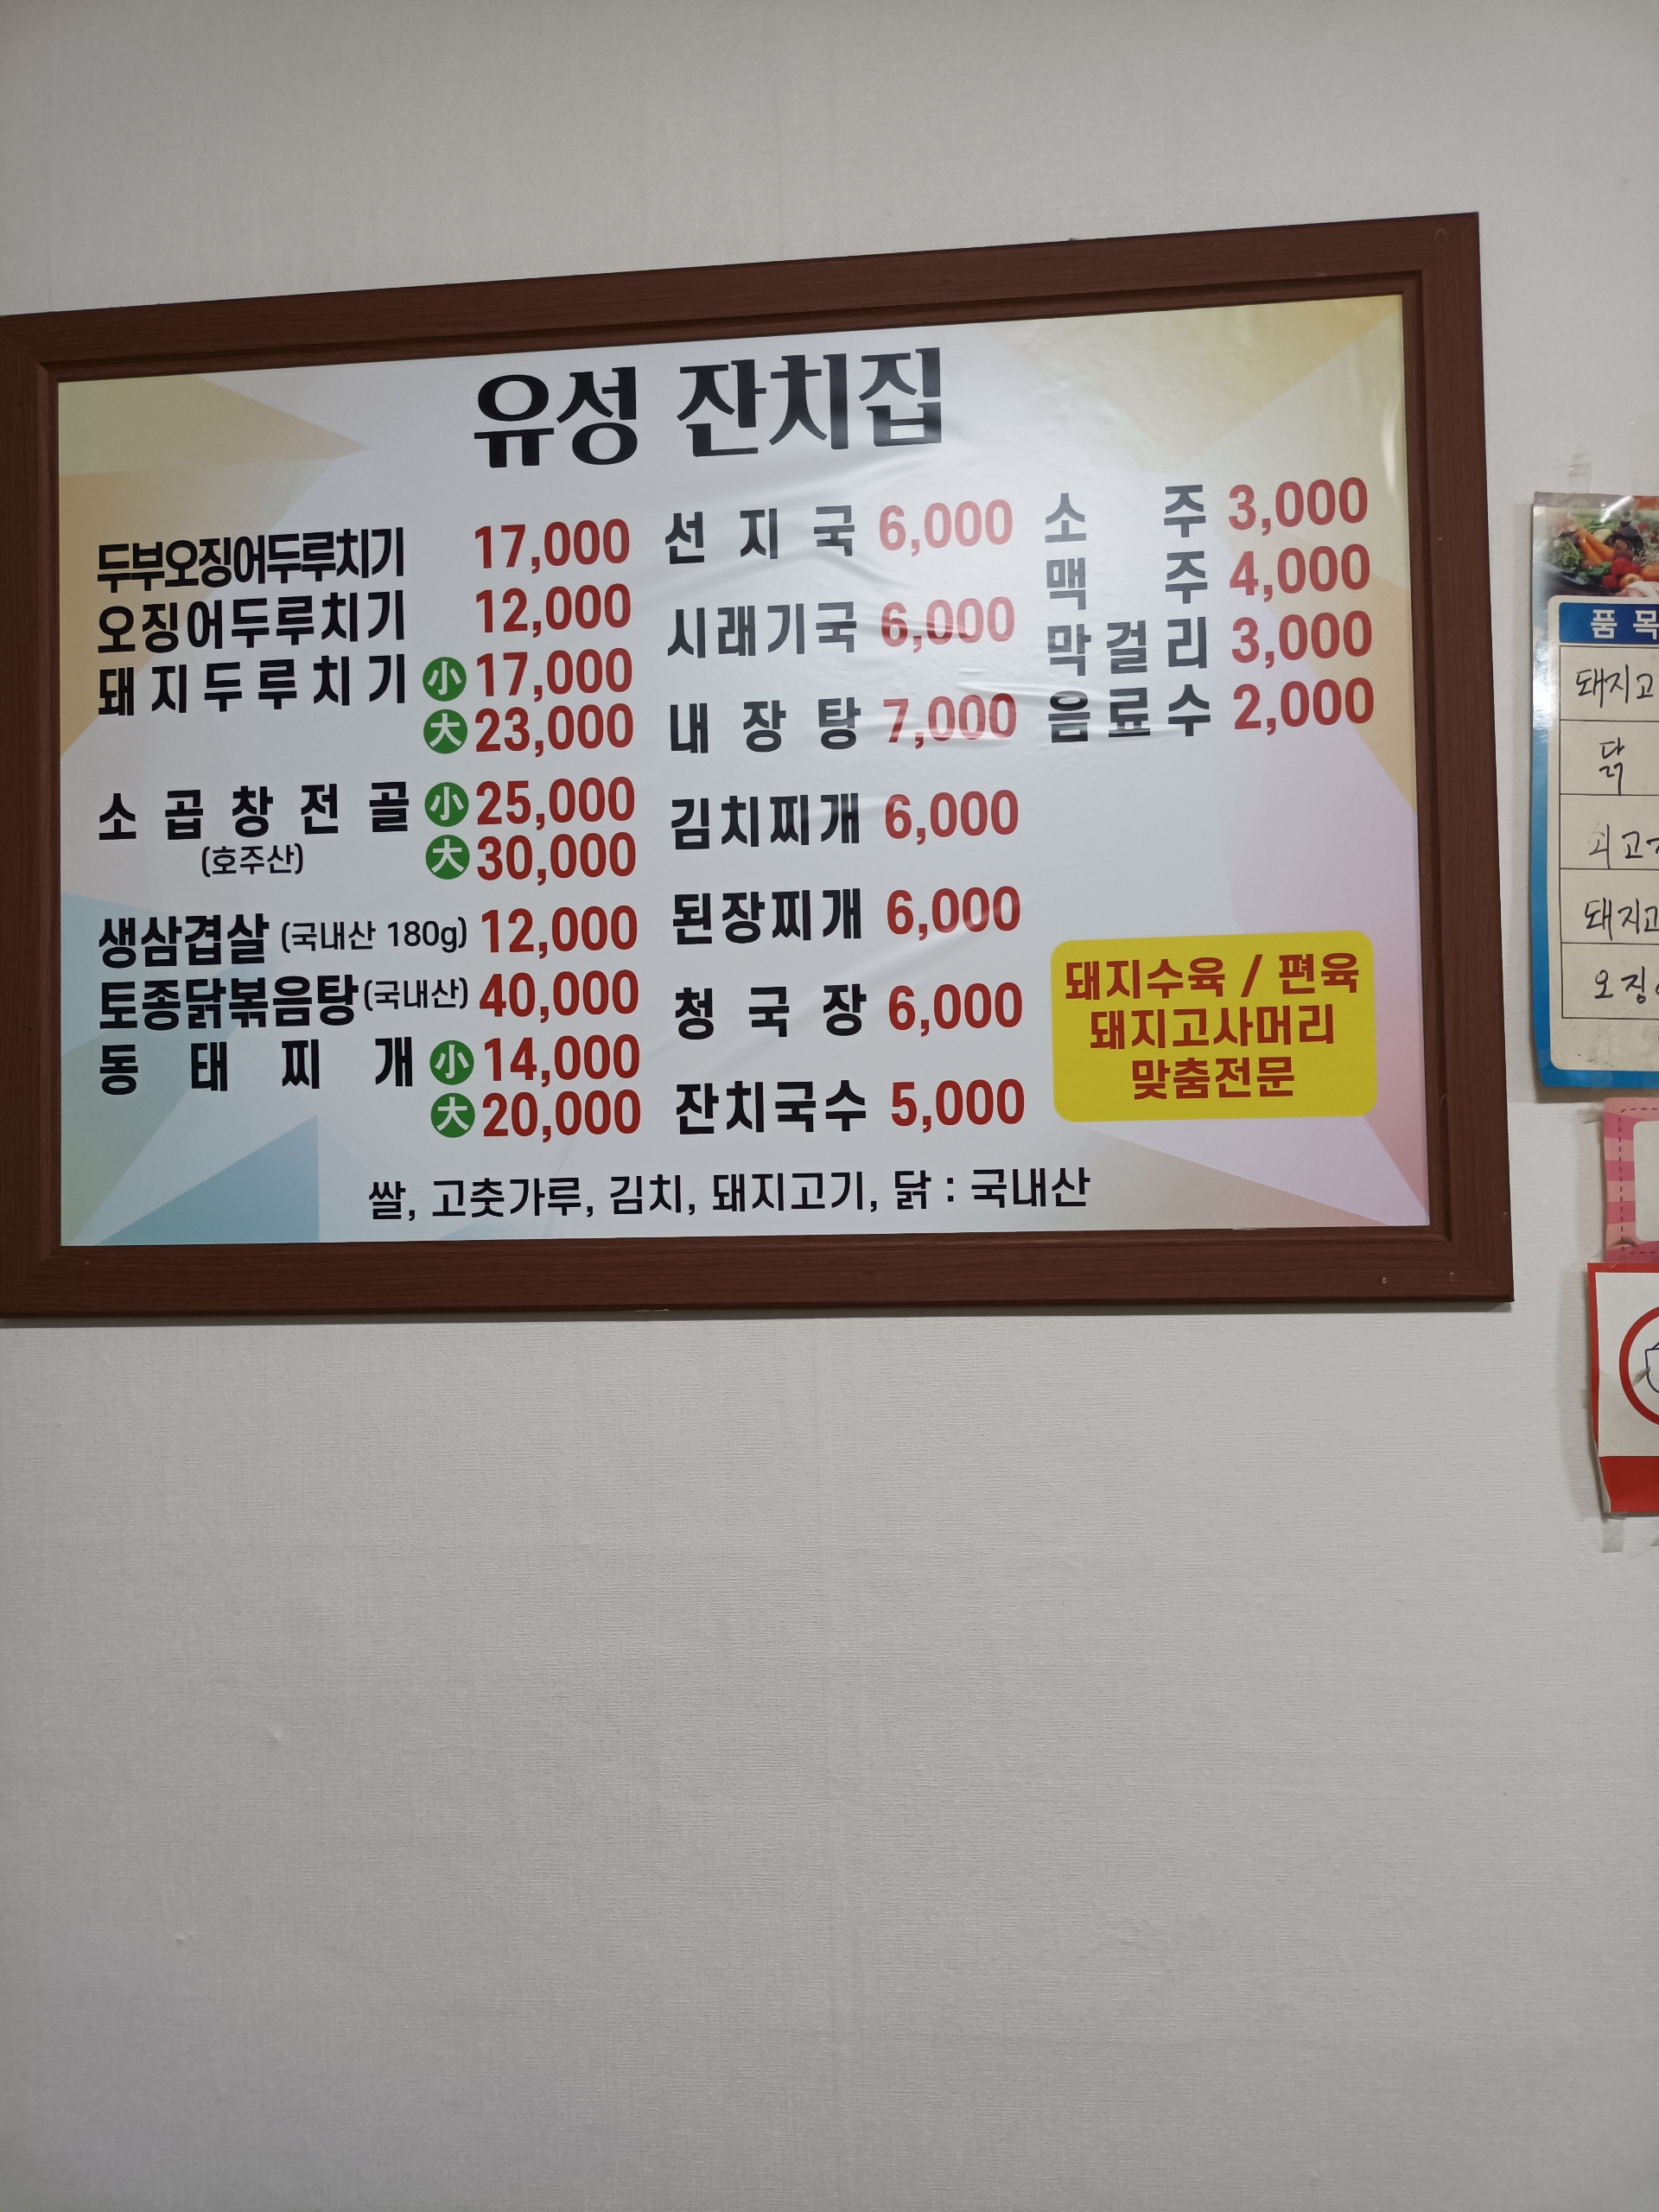 유성 잔치집
두부오징어두루치기 17,000
오징어두루치기 12,000
돼지두루치기 小 17,000
大 23,000
소곱창전골 小 25,000
(호주산) 大 30,000
생삼겹살 (국내산 180g) 12,000
토종닭볶음탕 (국내산) 40,000
동태찌개 小 14,000
大 20,000
선지국 6,000
시래기국 6,000
내장탕 7,000
김치찌개 6,000
된장찌개 6,000
청국장 6,000
잔치국수 5,000
소주 3,000
맥주 4,000
막걸리 3,000
음료수 2,000
돼지수육 / 편육
돼지고사머리
맞춤전문
쌀, 고춧가루, 김치, 돼지고기, 닭 : 국내산
품목
돼지고
닭
돼지고
오징